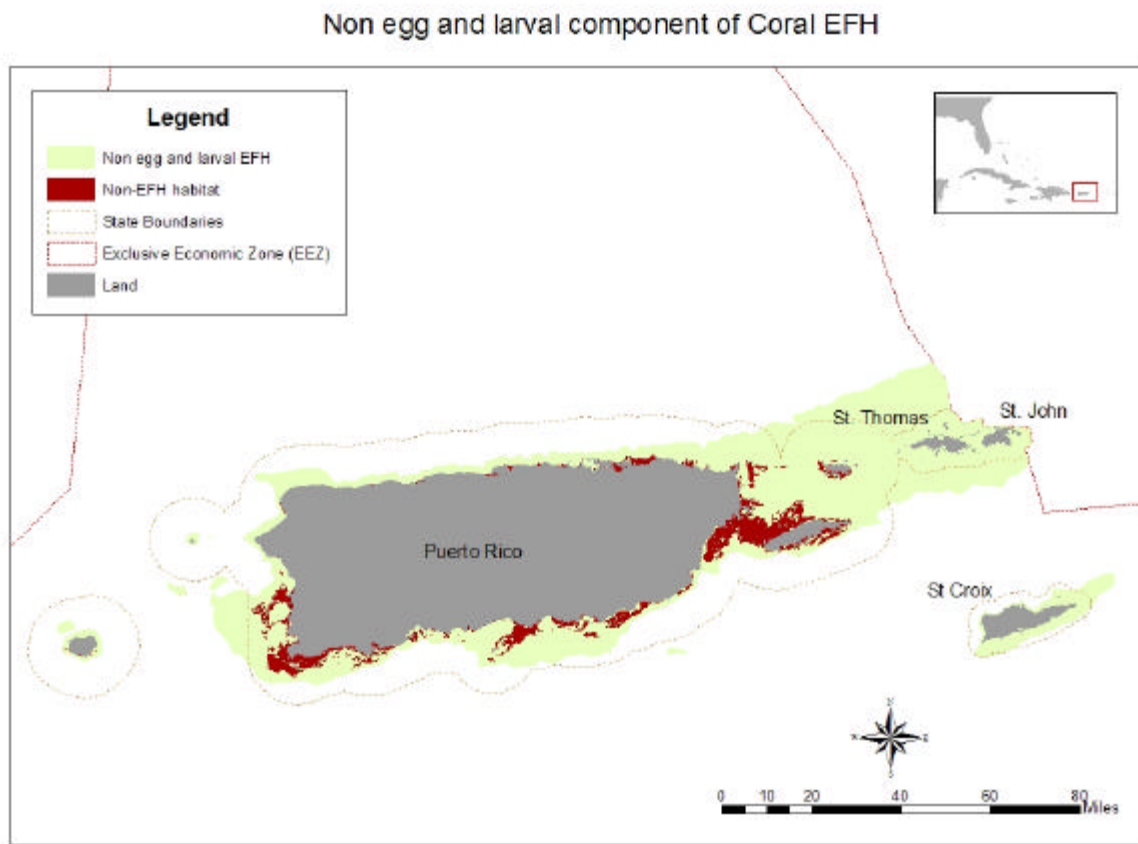 Non egg and larval component of Coral EFH
Legend
Non egg and larval EFH
Non-EFH habitat
State Boundaries
Exclusive Economic Zone (EEZ)
Land
St. Thomas
St. John
Puerto Rico
St Croix
N
W
E
S
0 10 20 40 60 80
Miles